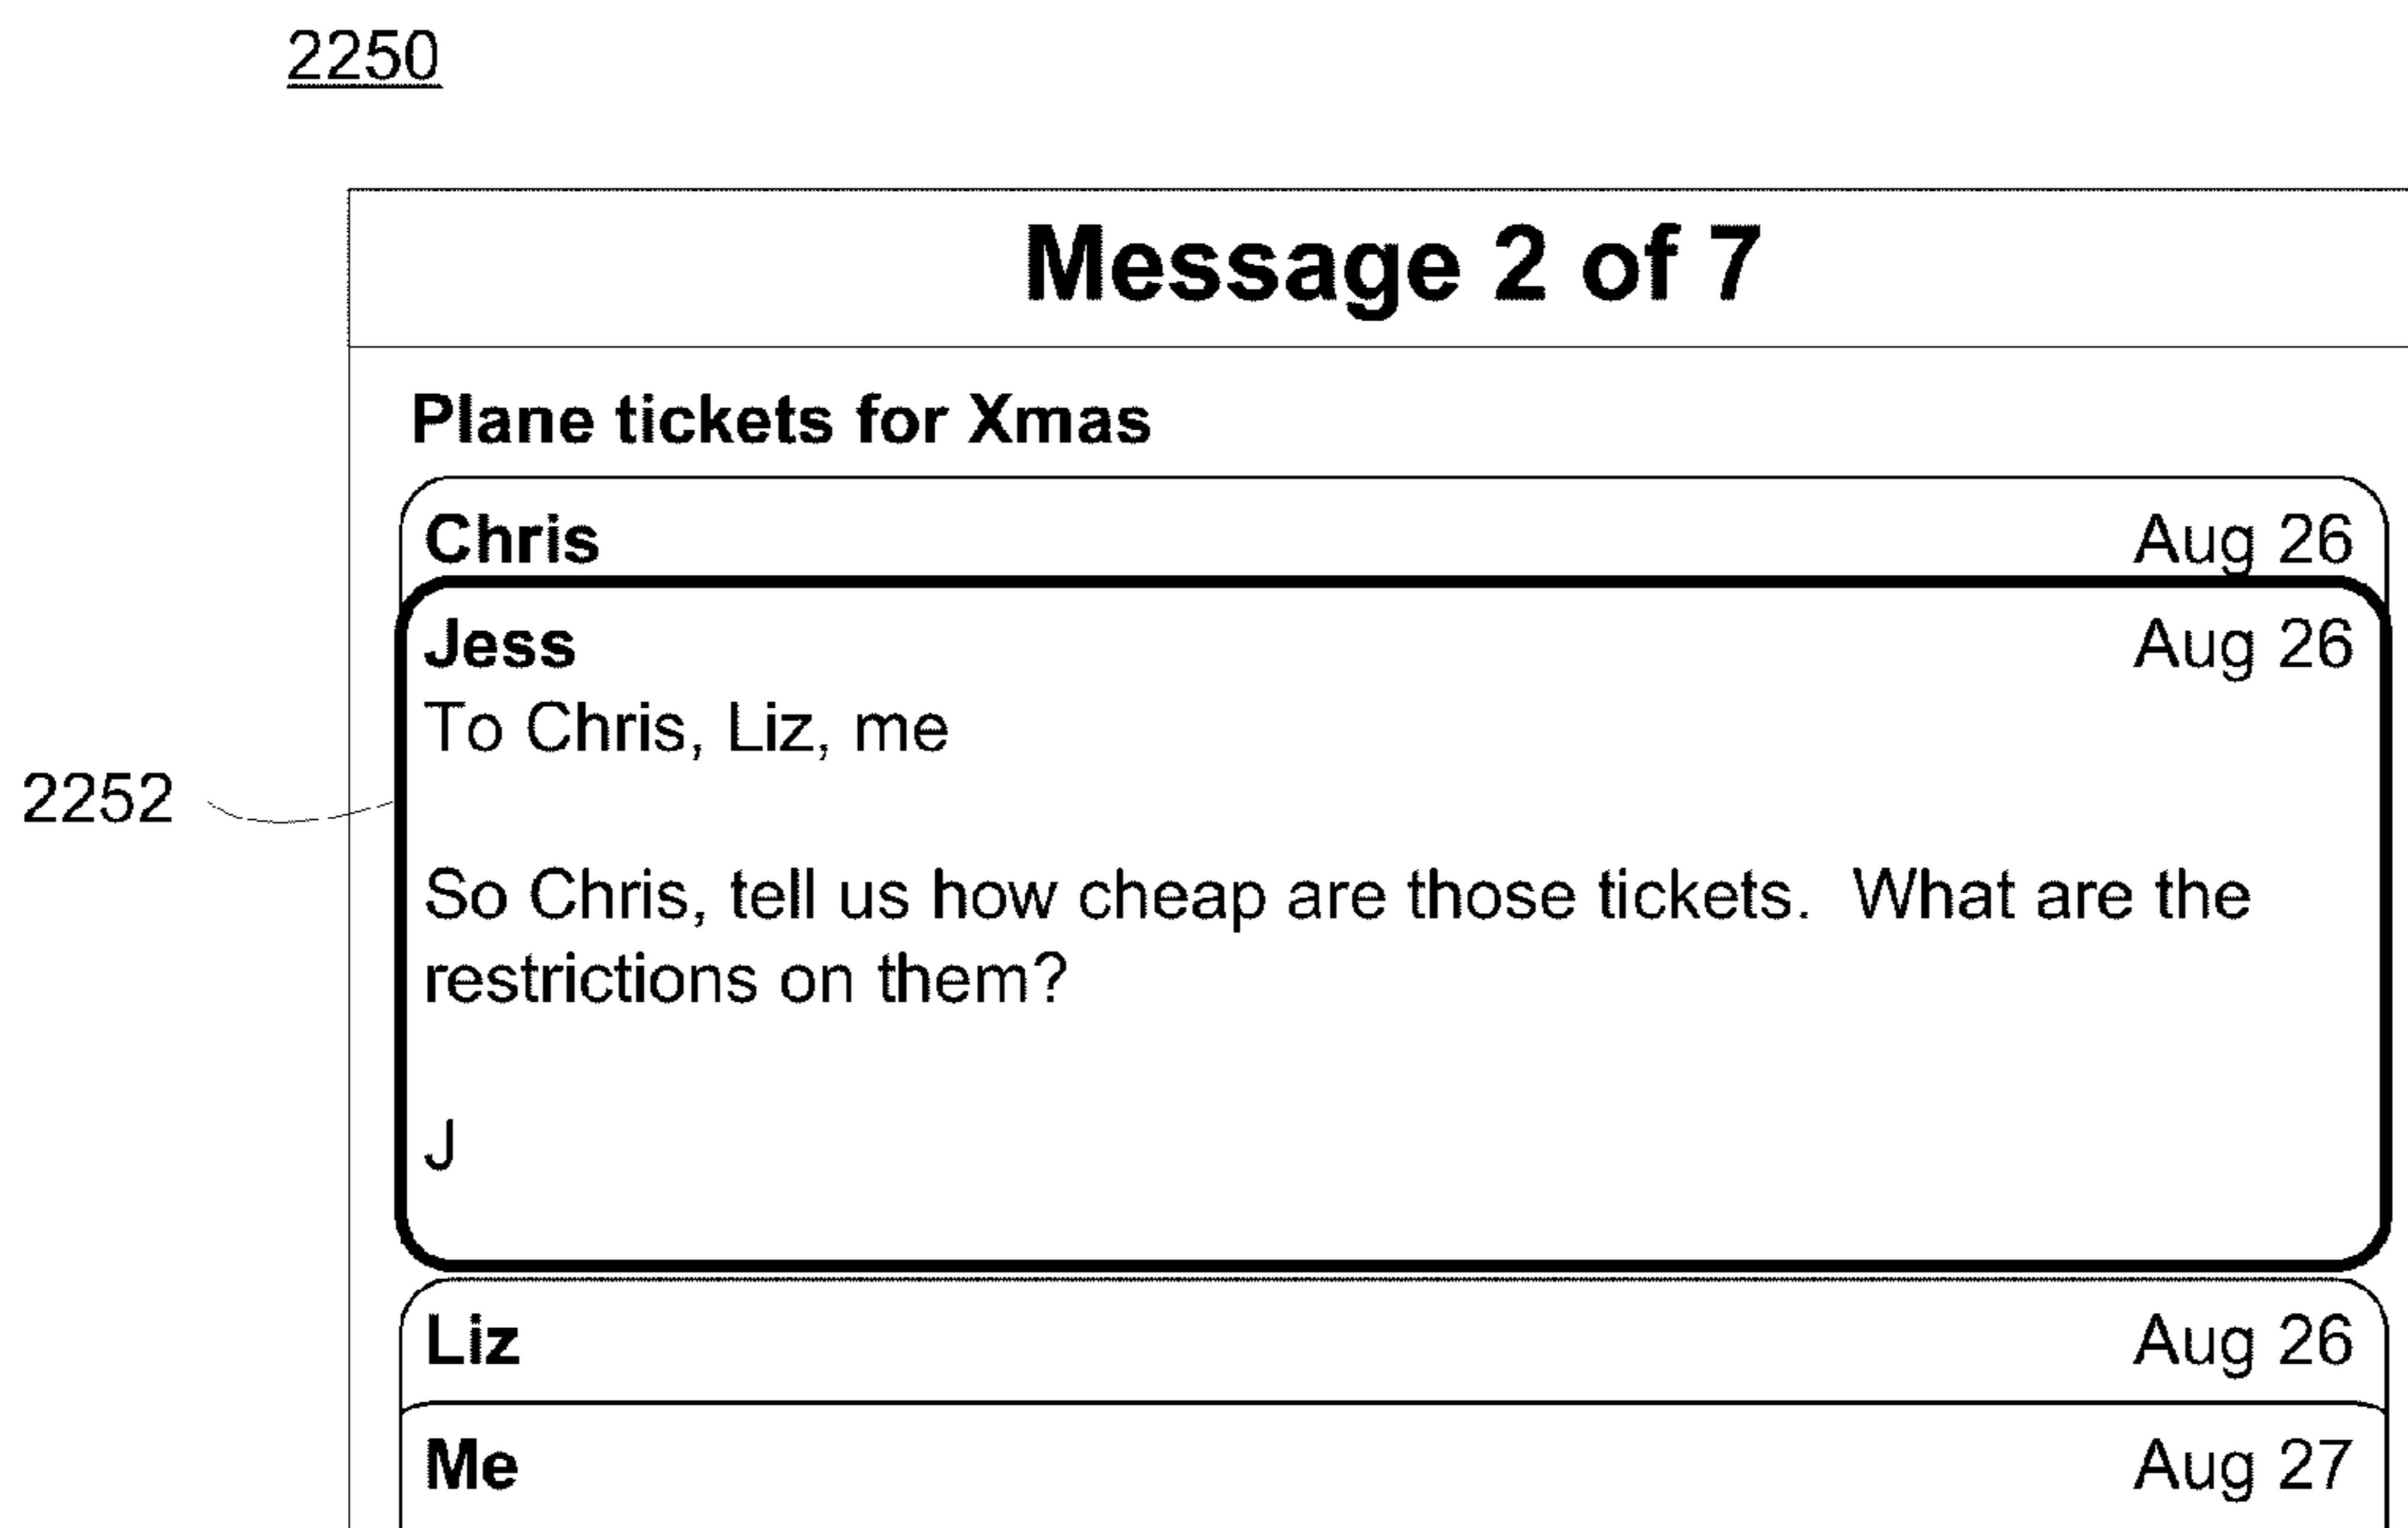 2250
Message 2 of 7
Plane tickets for Xmas
Chris Aug 26
Jess Aug 26
To Chris, Liz, me
2252
So Chris, tell us how cheap are those tickets.  What are the
restrictions on them?
J
Liz Aug 26
Me Aug 27